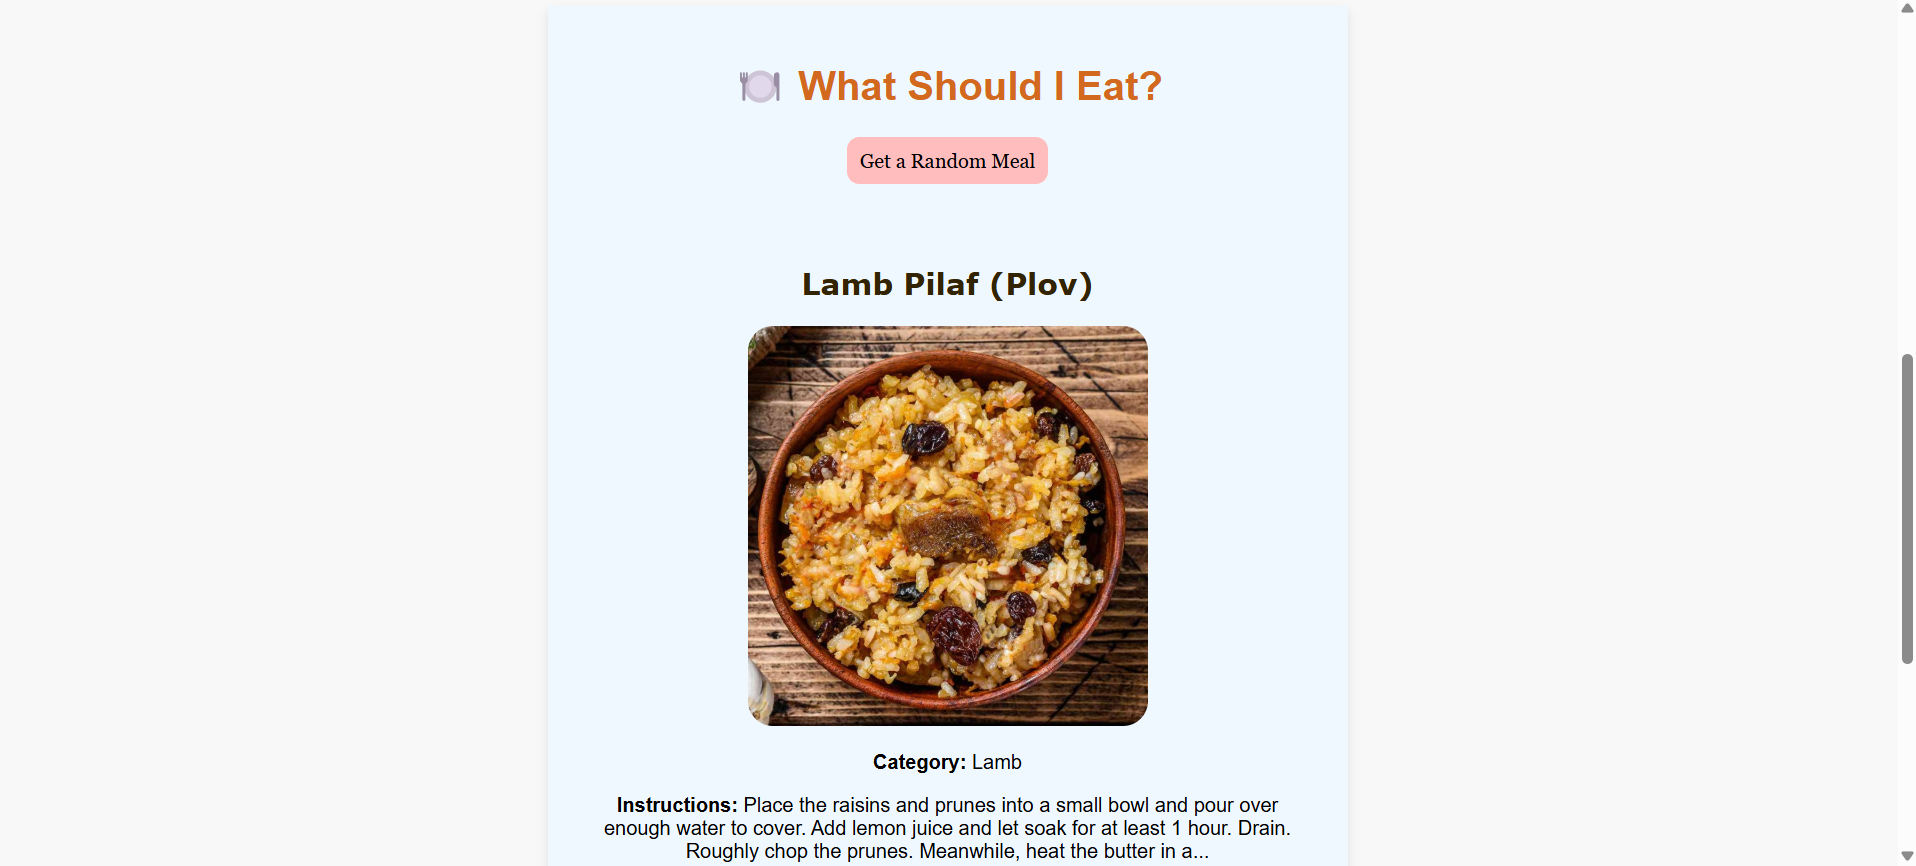 What Should I Eat?
Get a Random Meal
Lamb Pilaf (Plov)
Category: Lamb
Instructions: Place the raisins and prunes into a small bowl and pour over
enough water to cover. Add lemon juice and let soak for at least 1 hour. Drain.
Roughly chop the prunes. Meanwhile, heat the butter in a...